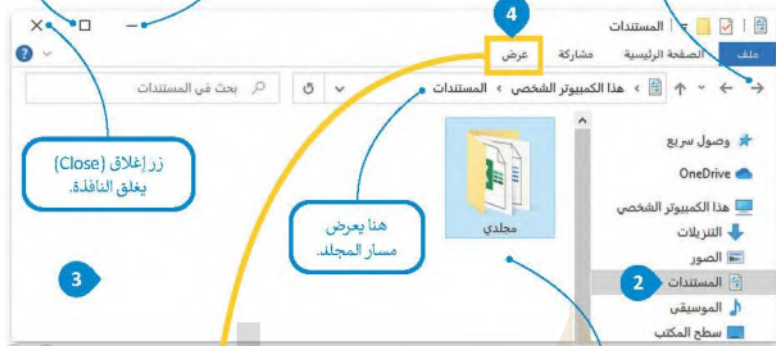 4
المستندات
ملف الصفحة الرئيسية مشاركة عرض
هذا الكمبيوتر الشخصي › المستندات
بحث في المستندات
وصول سريع
OneDrive
هذا الكمبيوتر الشخصي
التنزيلات
الصور
المستندات
2
الموسيقى
سطح المكتب
مجلدي
هنا يعرض
مسار المجلد.
زر إغلاق (Close)
يغلق النافذة.
3